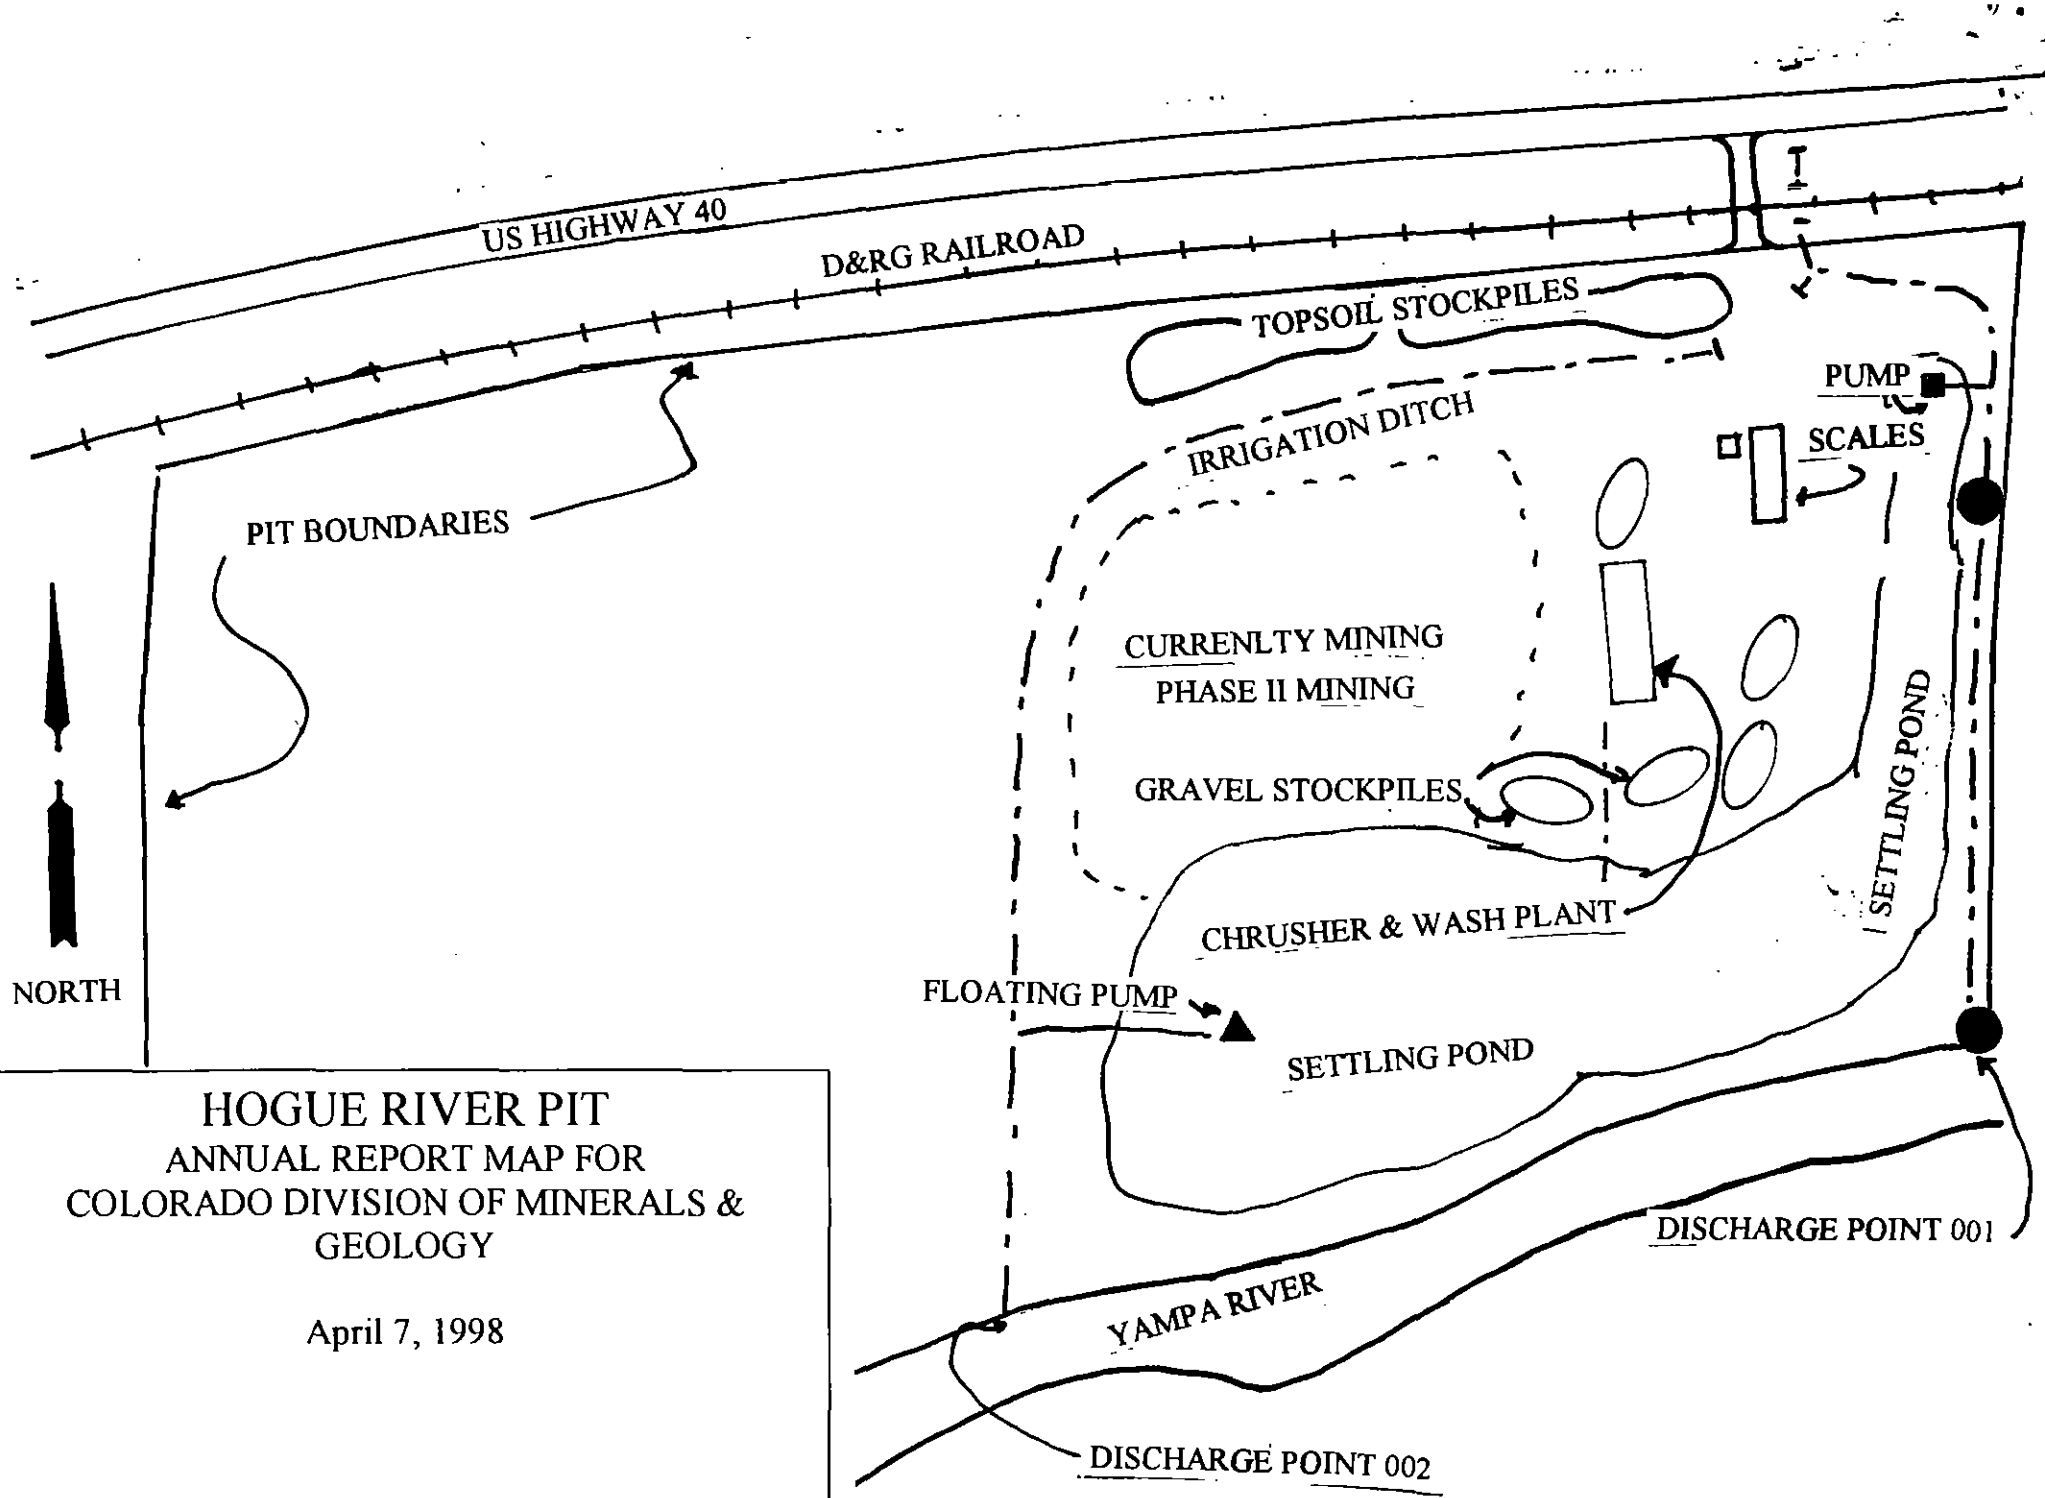 US HIGHWAY 40
D&RG RAILROAD
TOPSOIL STOCKPILES
PUMP
IRRIGATION DITCH
SCALES
PIT BOUNDARIES
CURRENLTY MINING
PHASE II MINING
SETTLING POND
GRAVEL STOCKPILES
CHRUSHER & WASH PLANT
NORTH
FLOATING PUMP
SETTLING POND
HOGUE RIVER PIT
ANNUAL REPORT MAP FOR
COLORADO DIVISION OF MINERALS &
GEOLOGY
April 7, 1998
DISCHARGE POINT 001
YAMPA RIVER
DISCHARGE POINT 002